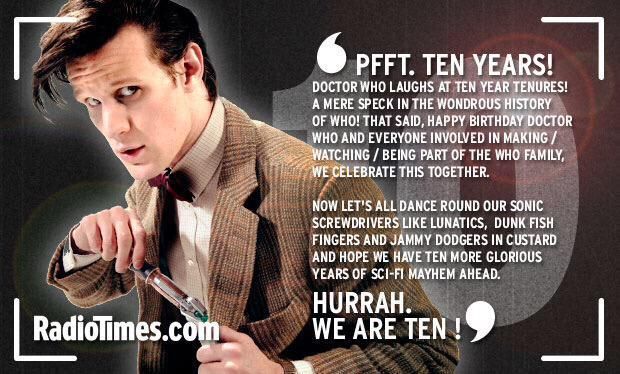 PFFT. TEN YEARS!
DOCTOR WHO LAUGHS AT TEN YEAR TENURES!
A MERE SPECK IN THE WONDROUS HISTORY
OF WHO! THAT SAID, HAPPY BIRTHDAY DOCTOR
WHO AND EVERYONE INVOLVED IN MAKING /
WATCHING / BEING PART OF THE WHO FAMILY,
WE CELEBRATE THIS TOGETHER.
NOW LET'S ALL DANCE ROUND OUR SONIC
SCREWDRIVERS LIKE LUNATICS, DUNK FISH
FINGERS AND JAMMY DODGERS IN CUSTARD
AND HOPE WE HAVE TEN MORE GLORIOUS
YEARS OF SCI-FI MAYHEM AHEAD.
HURRAH.
WE ARE TEN !
RadioTimes.com
10